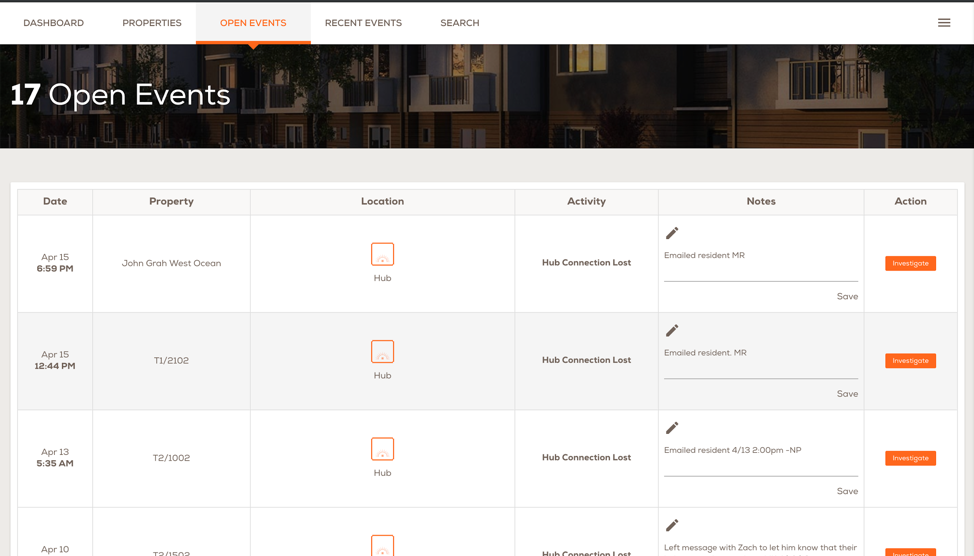 DASHBOARD PROPERTIES OPEN EVENTS RECENT EVENTS SEARCH
17 Open Events
Date Property Location Activity Notes Action
Apr 15
6:59 PM
John Grah West Ocean
Hub
Hub Connection Lost
Emailed resident MR
Save
Investigate
Apr 15
12:44 PM
T1/2102
Hub
Hub Connection Lost
Emailed resident. MR
Save
Investigate
Apr 13
5:35 AM
T2/1002
Hub
Hub Connection Lost
Emailed resident 4/13 2:00pm -NP
Save
Investigate
Apr 10
T2/1502
Hub Connection Lost
Left message with Zach to let him know that their
Investigate